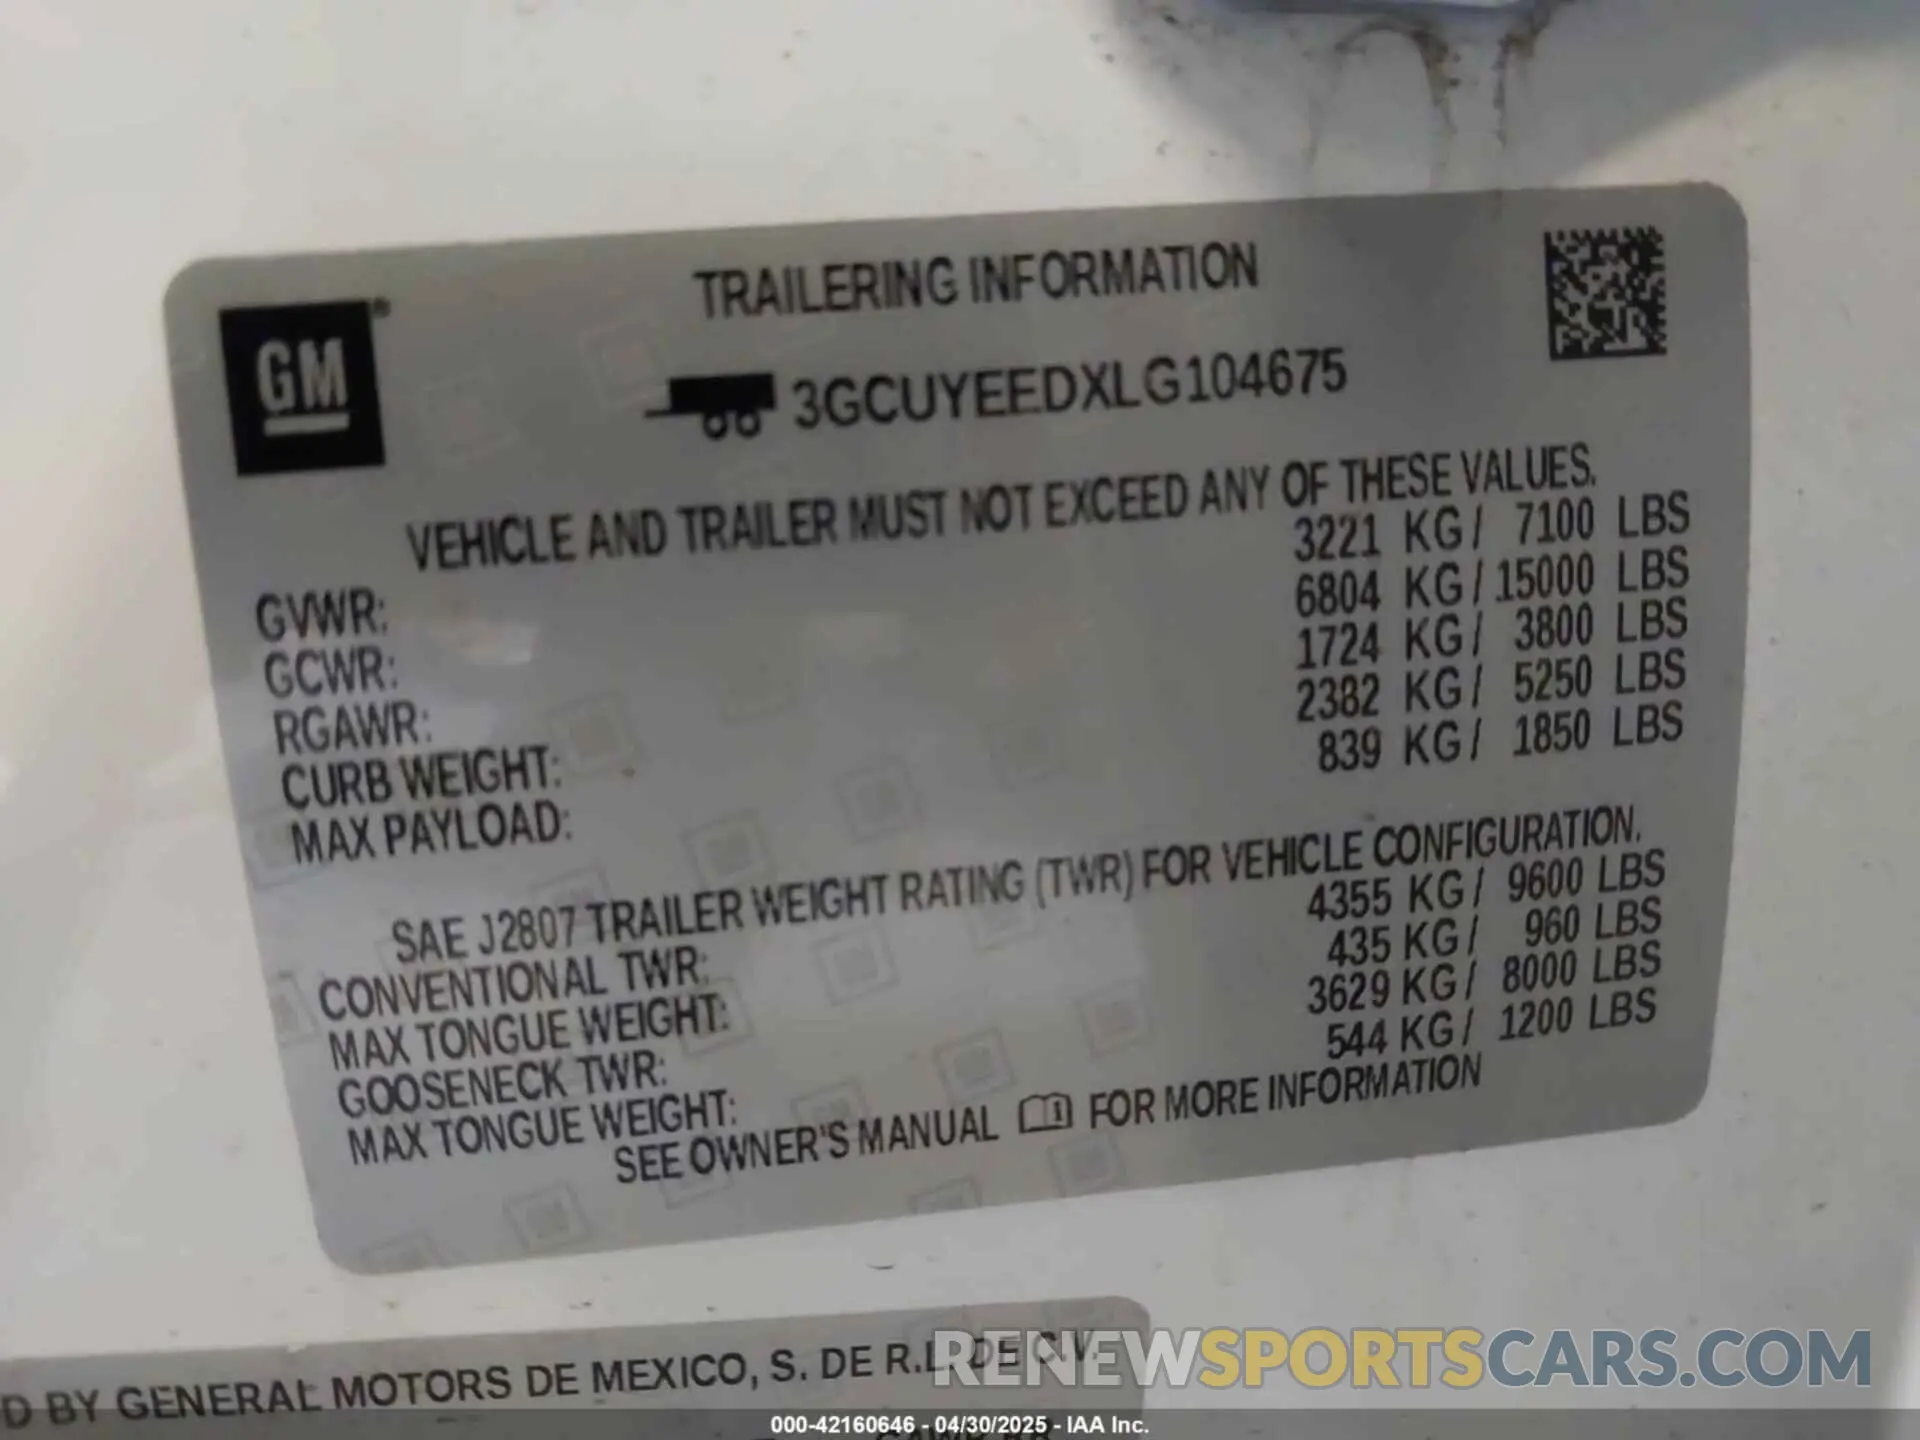 GM®
TRAILERING INFORMATION
3GCUYEEDXLG104675
VEHICLE AND TRAILER MUST NOT EXCEED ANY OF THESE VALUES.
GVWR: 3221 KG / 7100 LBS
GCWR: 6804 KG / 15000 LBS
RGAWR: 1724 KG / 3800 LBS
CURB WEIGHT: 2382 KG / 5250 LBS
MAX PAYLOAD: 839 KG / 1850 LBS
SAE J2807 TRAILER WEIGHT RATING (TWR) FOR VEHICLE CONFIGURATION.
CONVENTIONAL TWR: 4355 KG / 9600 LBS
MAX TONGUE WEIGHT: 435 KG / 960 LBS
GOOSENECK TWR: 3629 KG / 8000 LBS
MAX TONGUE WEIGHT: 544 KG / 1200 LBS
SEE OWNER'S MANUAL FOR MORE INFORMATION
D BY GENERAL MOTORS DE MEXICO, S. DE R.L. DE C.V.
RENEWSPORTSCARS.COM
000-42160646 - 04/30/2025 - IAA Inc.